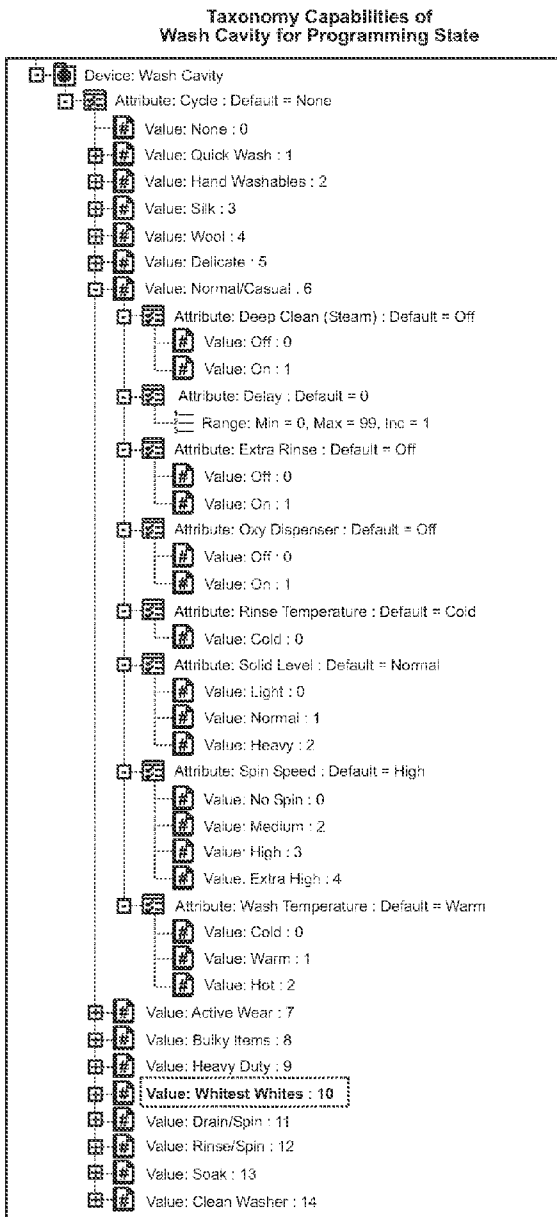 Taxonomy Capabilities of
Wash Cavity for Programming State
Device: Wash Cavity
Attribute: Cycle : Default = None
Value: None : 0
Value: Quick Wash : 1
Value: Hand Washables : 2
Value: Silk : 3
Value: Wool : 4
Value: Delicate : 5
Value: Normal/Casual : 6
Attribute: Deep Clean (Steam) : Default = Off
Value: Off : 0
Value: On : 1
Attribute: Delay : Default = 0
Range: Min = 0, Max = 99, Inc = 1
Attribute: Extra Rinse : Default = Off
Value: Off : 0
Value: On : 1
Attribute: Oxy Dispenser : Default = Off
Value: Off : 0
Value: On : 1
Attribute: Rinse Temperature : Default = Cold
Value: Cold : 0
Attribute: Solid Level : Default = Normal
Value: Light : 0
Value: Normal : 1
Value: Heavy : 2
Attribute: Spin Speed : Default = High
Value: No Spin : 0
Value: Medium : 2
Value: High : 3
Value: Extra High : 4
Attribute: Wash Temperature : Default = Warm
Value: Cold : 0
Value: Warm : 1
Value: Hot : 2
Value: Active Wear : 7
Value: Bulky Items : 8
Value: Heavy Duty : 9
Value: Whitest Whites : 10
Value: Drain/Spin : 11
Value: Rinse/Spin : 12
Value: Soak : 13
Value: Clean Washer : 14